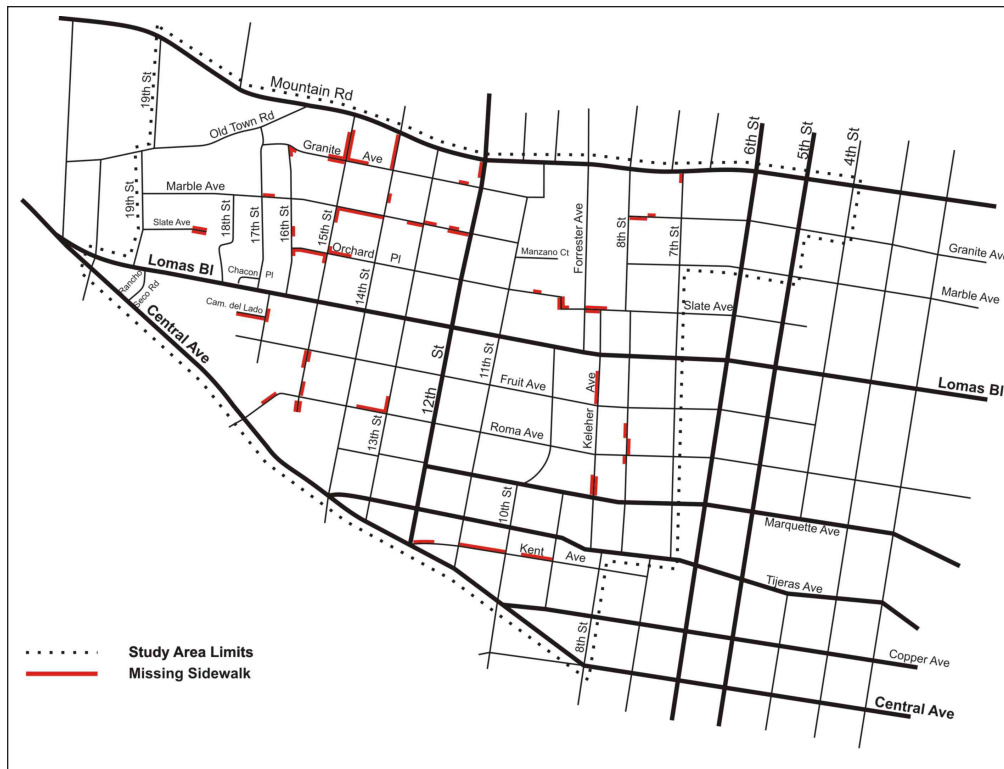 Mountain Rd
19th St
Old Town Rd
Granite
Ave
6th St
5th St
4th St
19th St
Marble Ave
Slate Ave
18th St
17th St
16th St
15th St
Orchard
Pl
Manzano Ct
Forrester Ave
8th St
7th St
Granite Ave
Marble Ave
Slate Ave
Lomas Bl
Chacon
Pl
14th St
Rancho
Seco Rd
Cam. del Lado
Central Ave
12th
St
11th St
Fruit Ave
Keleher
Ave
Lomas Bl
13th St
Roma Ave
10th St
Marquette Ave
Kent
Ave
Tijeras Ave
8th St
Copper Ave
Central Ave
Study Area Limits
Missing Sidewalk